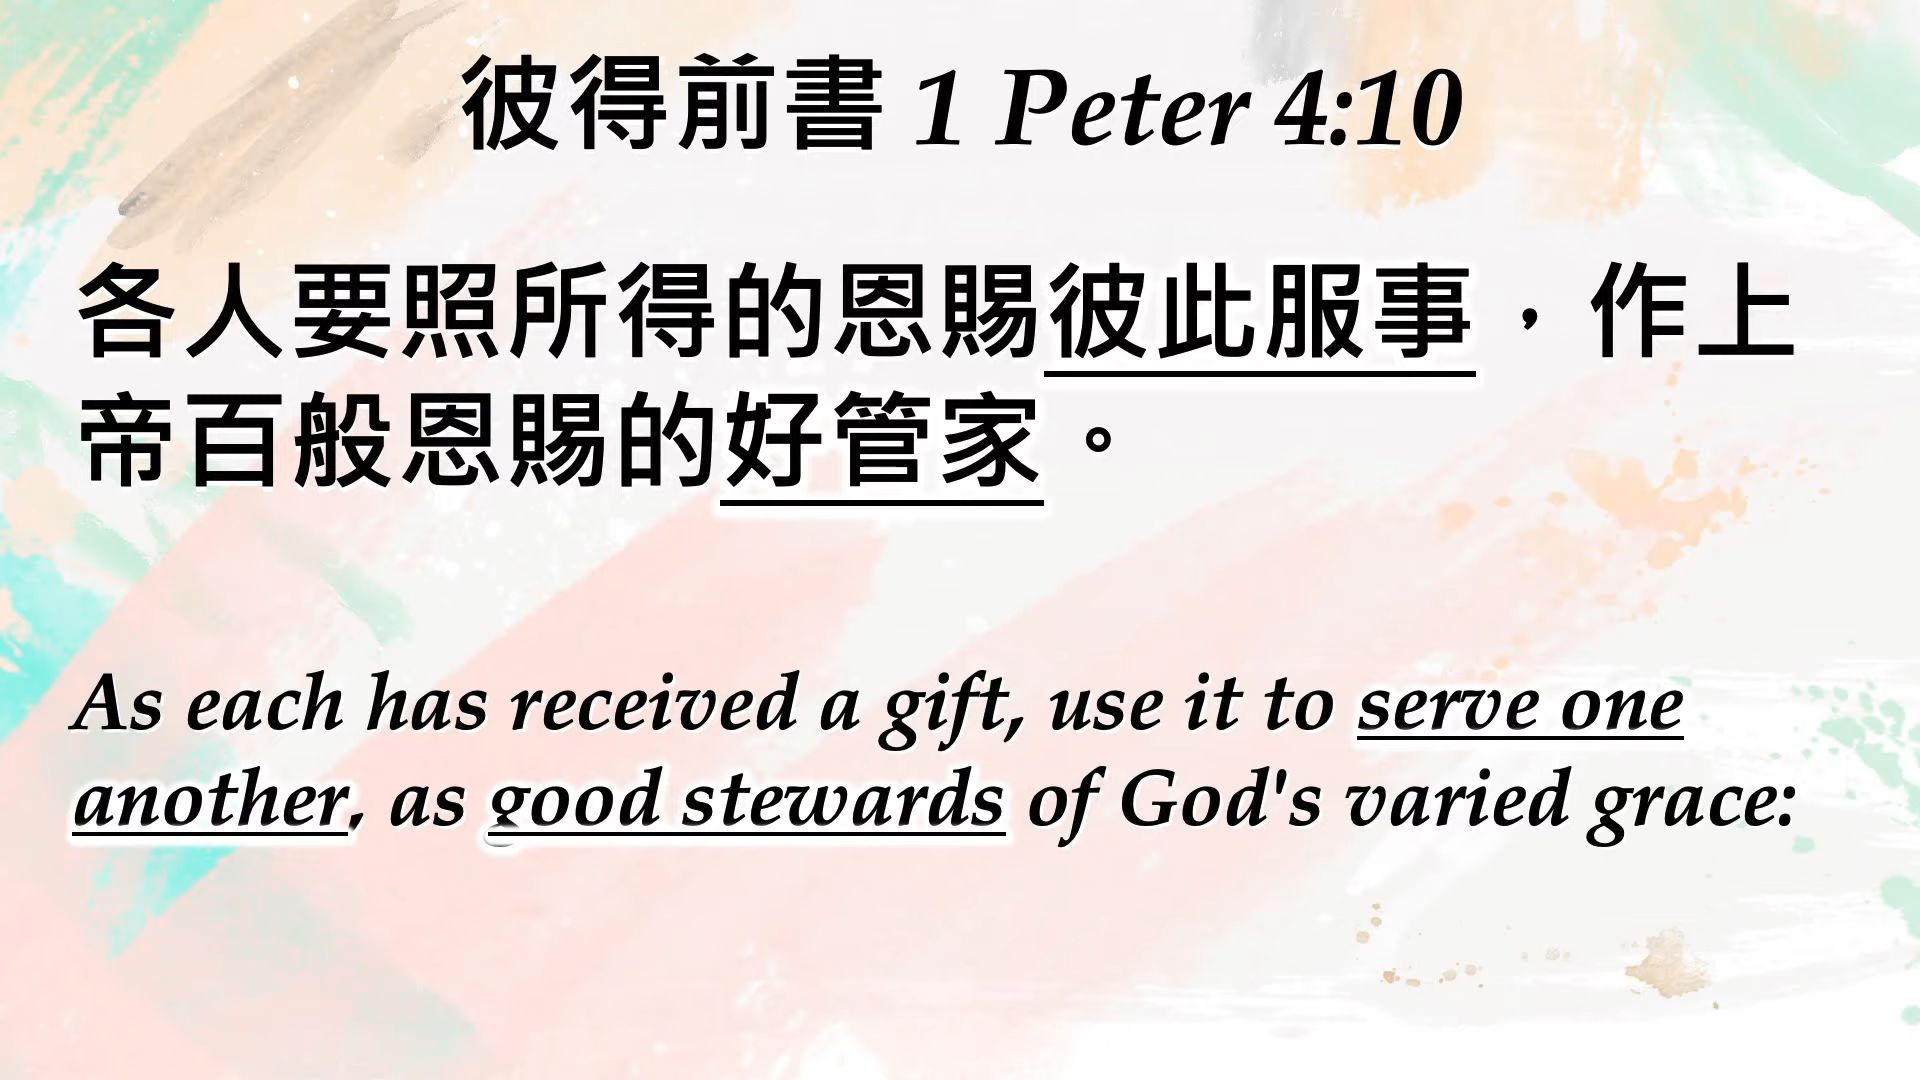 彼得前書 1 Peter 4:10
各人要照所得的恩賜彼此服事，作上
帝百般恩賜的好管家。
As each has received a gift, use it to serve one
another, as good stewards of God's varied grace: